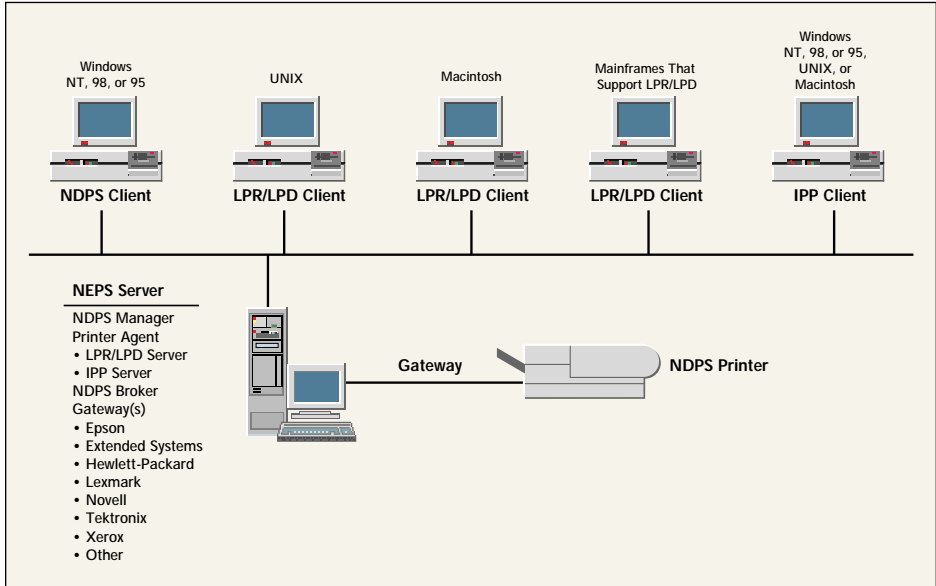 Windows
NT, 98, or 95
NDPS Client
UNIX
LPR/LPD Client
Macintosh
LPR/LPD Client
Mainframes That
Support LPR/LPD
LPR/LPD Client
Windows
NT, 98, or 95,
UNIX, or
Macintosh
IPP Client
NEPS Server
NDPS Manager
Printer Agent
• LPR/LPD Server
• IPP Server
NDPS Broker
Gateway(s)
• Epson
• Extended Systems
• Hewlett-Packard
• Lexmark
• Novell
• Tektronix
• Xerox
• Other
Gateway
NDPS Printer